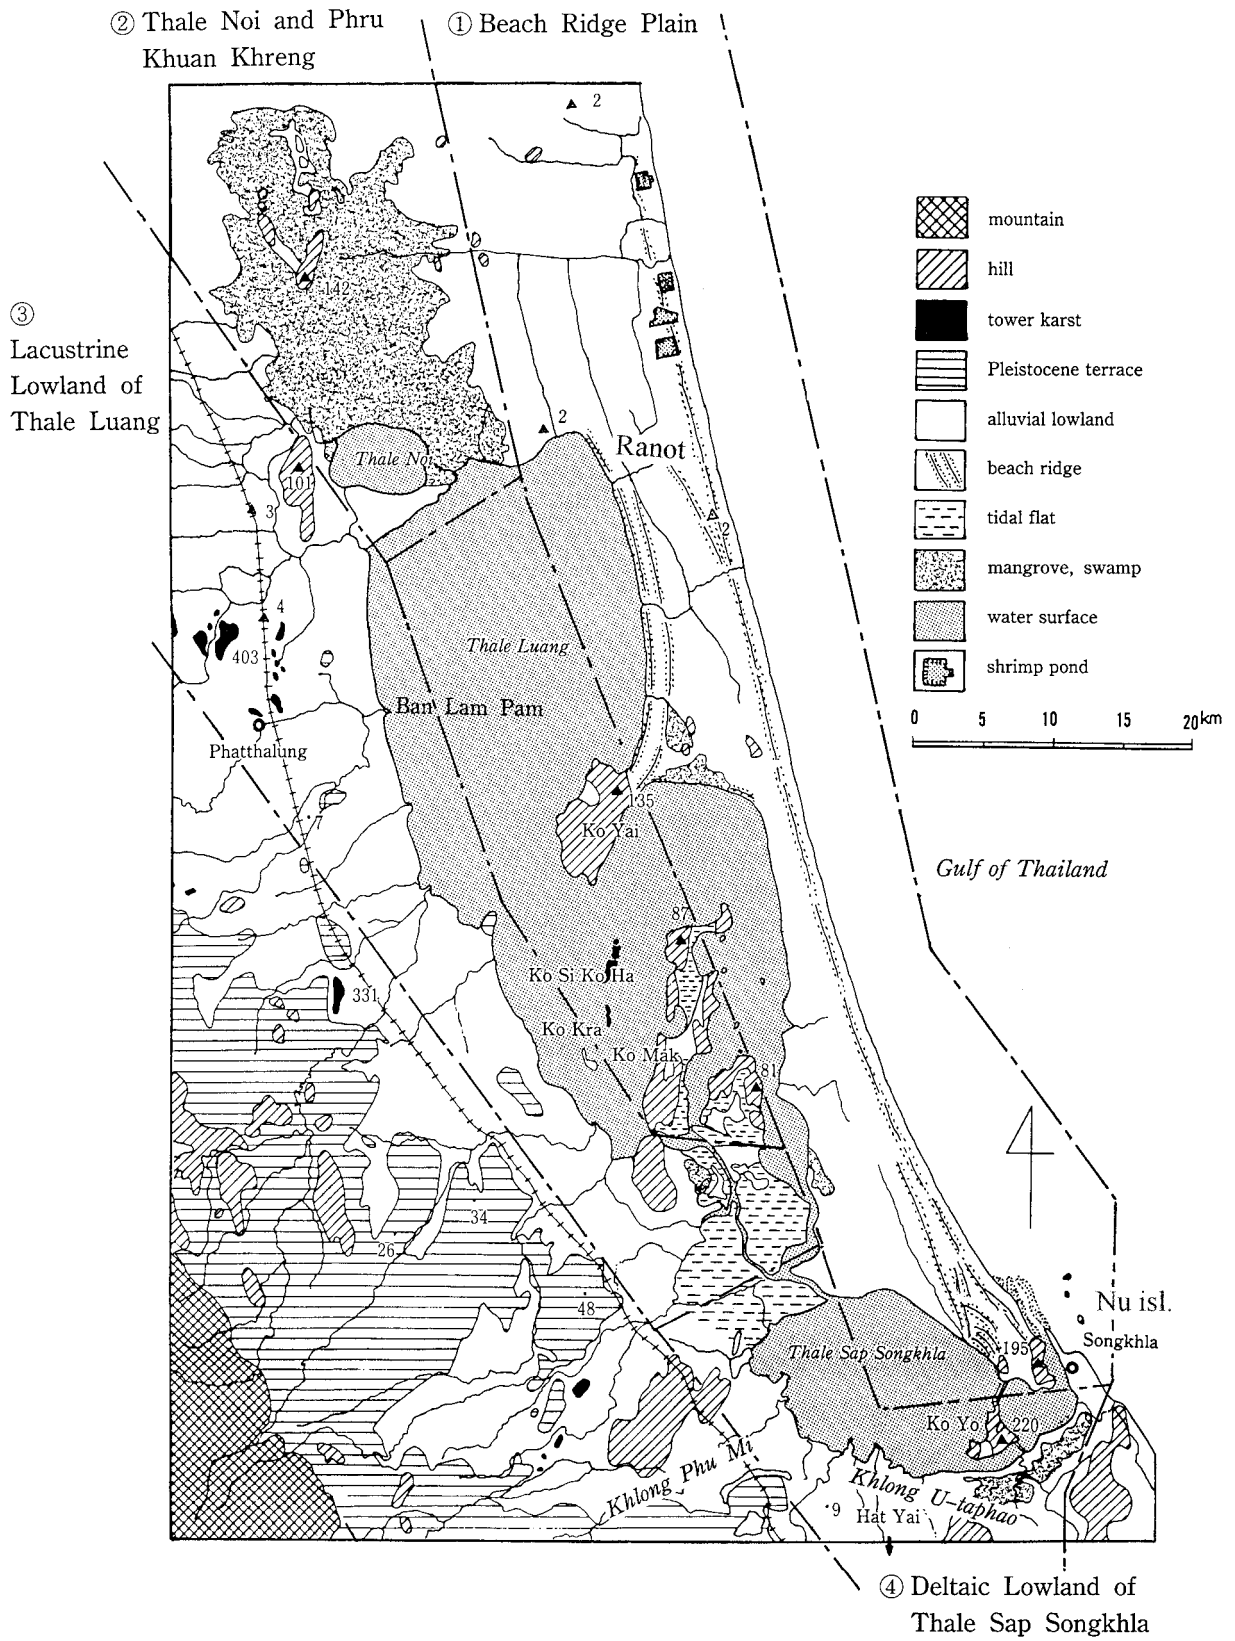 ② Thale Noi and Phru
Khuan Khreng
① Beach Ridge Plain
2
mountain
hill
142
③
Lacustrine
Lowland of
Thale Luang
tower karst
Pleistocene terrace
alluvial lowland
2
Ranot
Thale Noi
beach ridge
101
3
2
tidal flat
mangrove, swamp
4
water surface
403
Thale Luang
shrimp pond
Ban Lam Pam
0 5 10 15 20km
Phatthalung
7
135
Ko Yai
Gulf of Thailand
87
Ko Si Ko Ha
331
Ko Kra
Ko Mak
81
34
26
48
Nu isl.
Songkhla
195
Thale Sap Songkhla
Ko Yo
220
Khlong Phu Mi
Khlong U-taphao
9
Hat Yai
④ Deltaic Lowland of
Thale Sap Songkhla